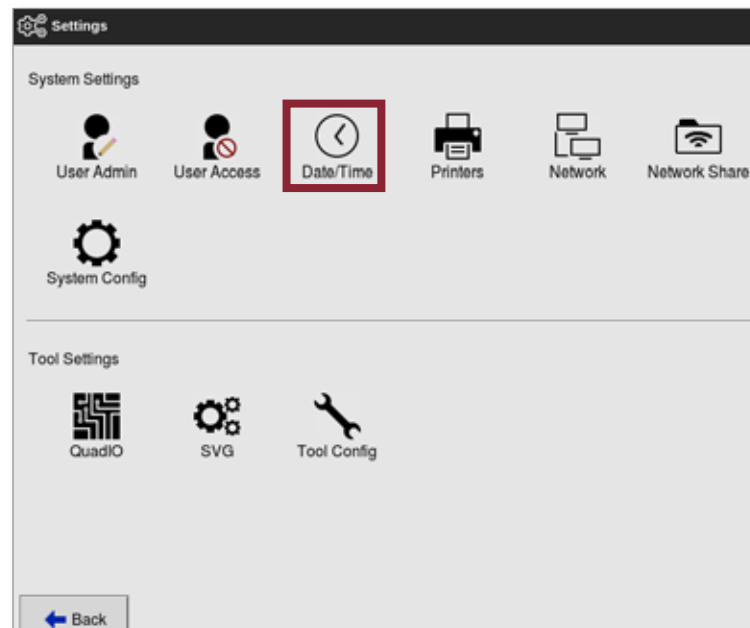 Settings
System Settings
User Admin User Access Date/Time Printers Network Network Share
System Config
Tool Settings
QuadIO SVG Tool Config
Back